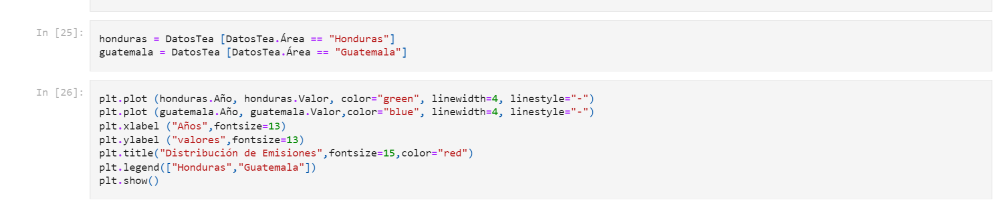 In [25]:
honduras = DatosTea [DatosTea.Área == "Honduras"]
guatemala = DatosTea [DatosTea.Área == "Guatemala"]
In [26]:
plt.plot (honduras.Año, honduras.Valor, color="green", linewidth=4, linestyle="-")
plt.plot (guatemala.Año, guatemala.Valor,color="blue", linewidth=4, linestyle="-")
plt.xlabel ("Años",fontsize=13)
plt.ylabel ("valores",fontsize=13)
plt.title("Distribución de Emisiones",fontsize=15,color="red")
plt.legend(["Honduras","Guatemala"])
plt.show()